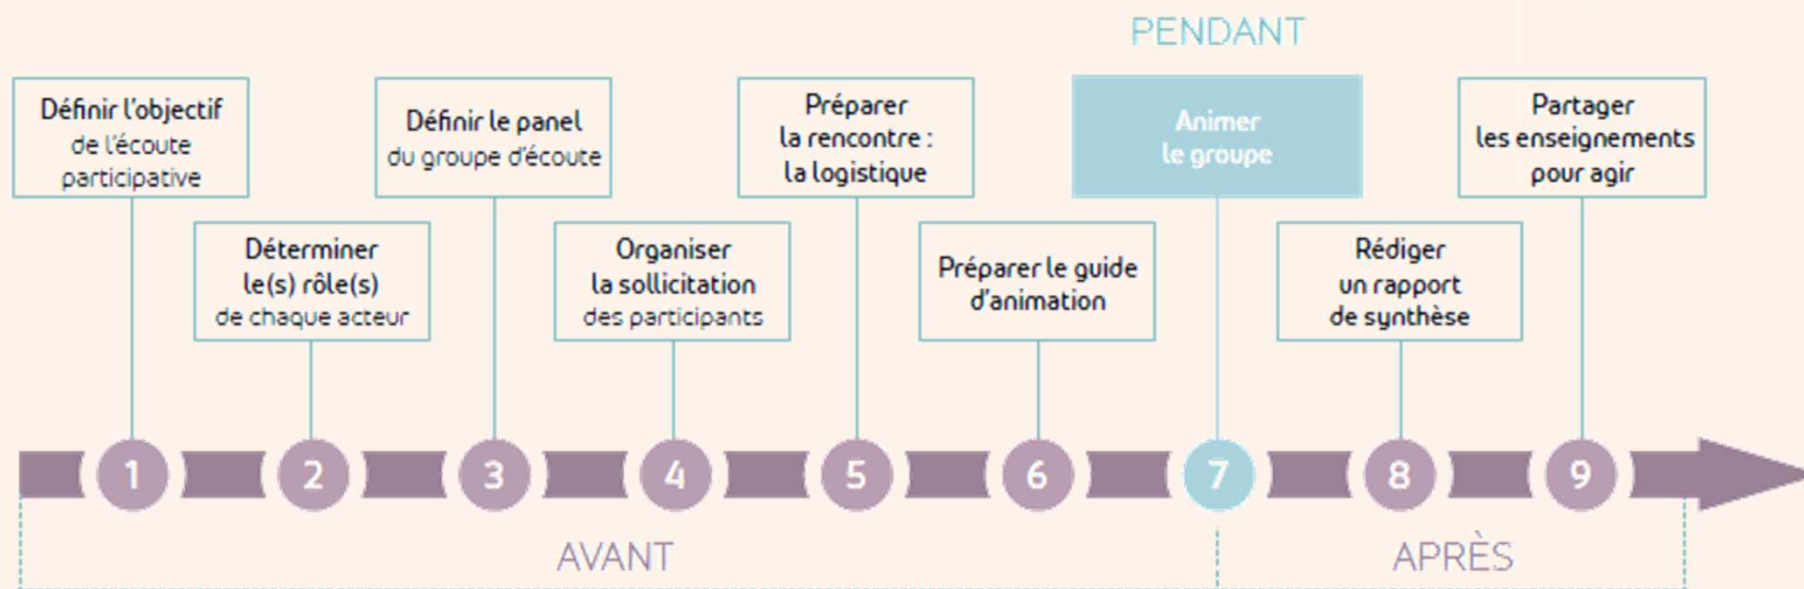 PENDANT
Définir l'objectif
de l'écoute
participative
Déterminer
le(s) rôle(s)
de chaque acteur
Définir le panel
du groupe d'écoute
Organiser
la sollicitation
des participants
Préparer
la rencontre :
la logistique
Préparer le guide
d'animation
Animer
le groupe
Rédiger
un rapport
de synthèse
Partager
les enseignements
pour agir
1
2
3
4
5
6
7
8
9
AVANT
APRÈS